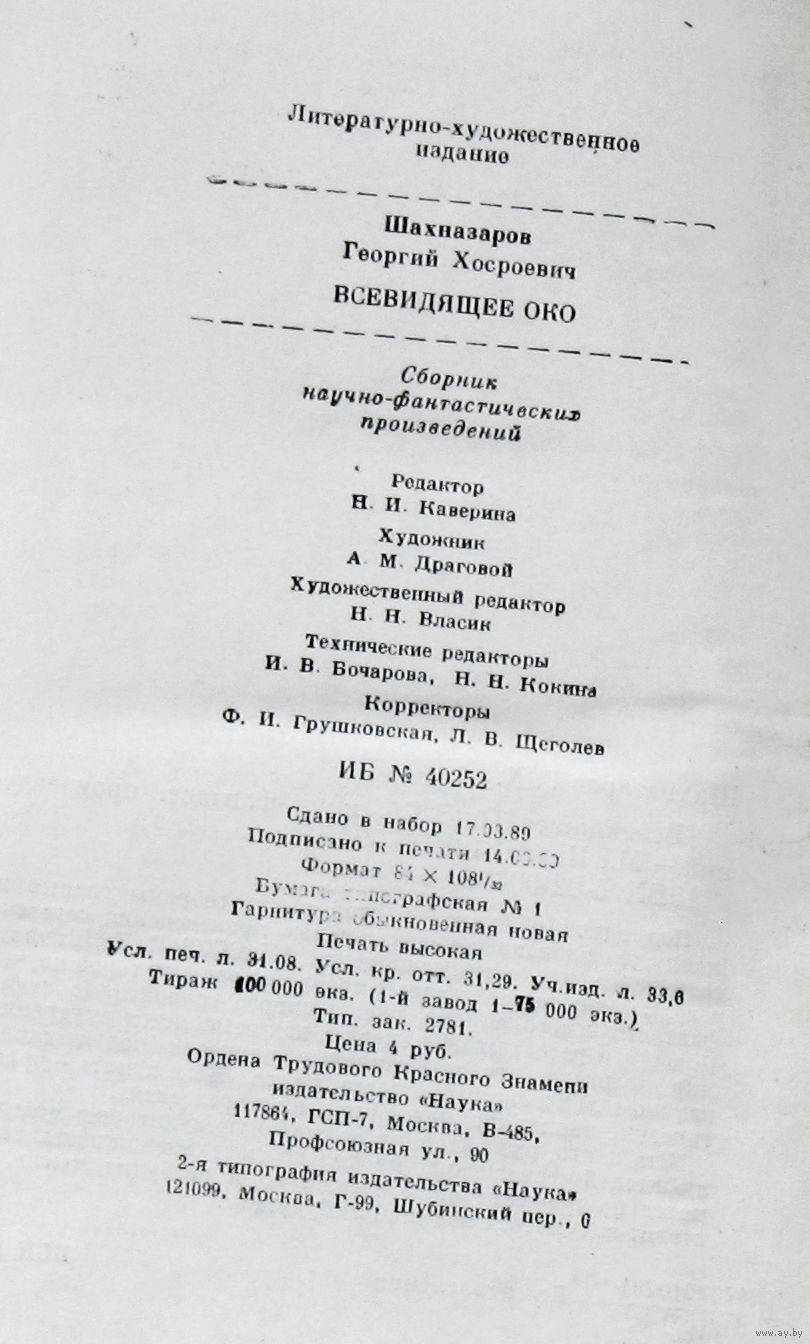 Литературно-художественное
издание
Шахназаров
Георгий Хосроевич
ВСЕВИДЯЩЕЕ ОКО
Сборник
научно-фантастических
произведений
Редактор
Н. И. Каверина
Художник
А. М. Драговой
Художественный редактор
Н. Н. Власик
Технические редакторы
И. В. Бочарова, Н. Н. Кокина
Корректоры
Ф. И. Грушковская, Л. В. Щеголев
ИБ № 40252
Сдано в набор 17.03.89
Подписано к печати
Формат 84 × 108 1/32
Бумага типографская № 1
Гарнитура обыкновенная новая
Печать высокая
Усл. печ. л. 31.08. Усл. кр. отт. 31,29. Уч.изд. л. 33,6
Тираж 100 000 экз. (1-й завод 1–75 000 экз.)
Тип. зак. 2781.
Цена 4 руб.
Ордена Трудового Красного Знамени
издательство «Наука»
117864, ГСП-7, Москва, В-485,
Профсоюзная ул., 90
2-я типография издательства «Наука»
121099, Москва, Г-99, Шубинский пер., 6
www.ay.by